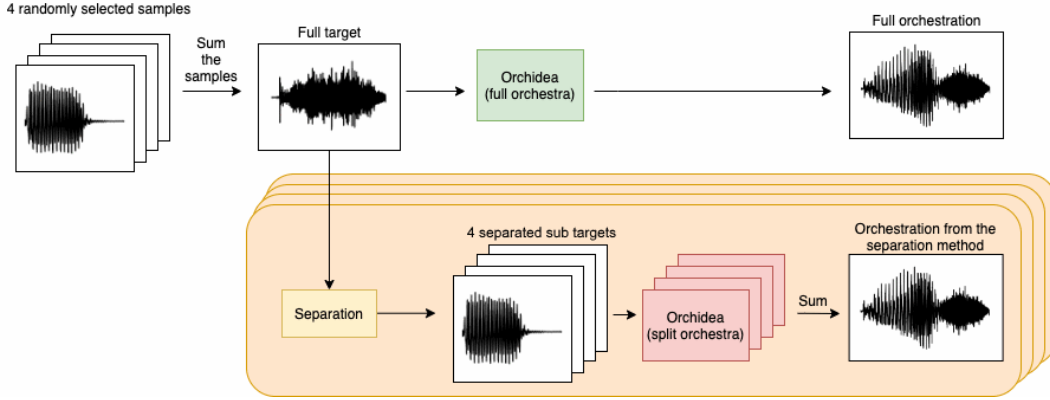 4 randomly selected samples
Sum
the
samples
Full target
Orchidea
(full orchestra)
Full orchestration
Separation
4 separated sub targets
Orchidea
(split orchestra)
Sum
Orchestration from the
separation method